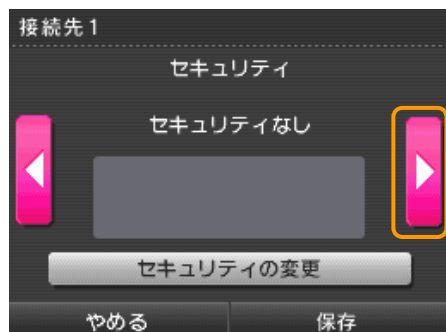 接続先1
セキュリティ
セキュリティなし
セキュリティの変更
やめる
保存